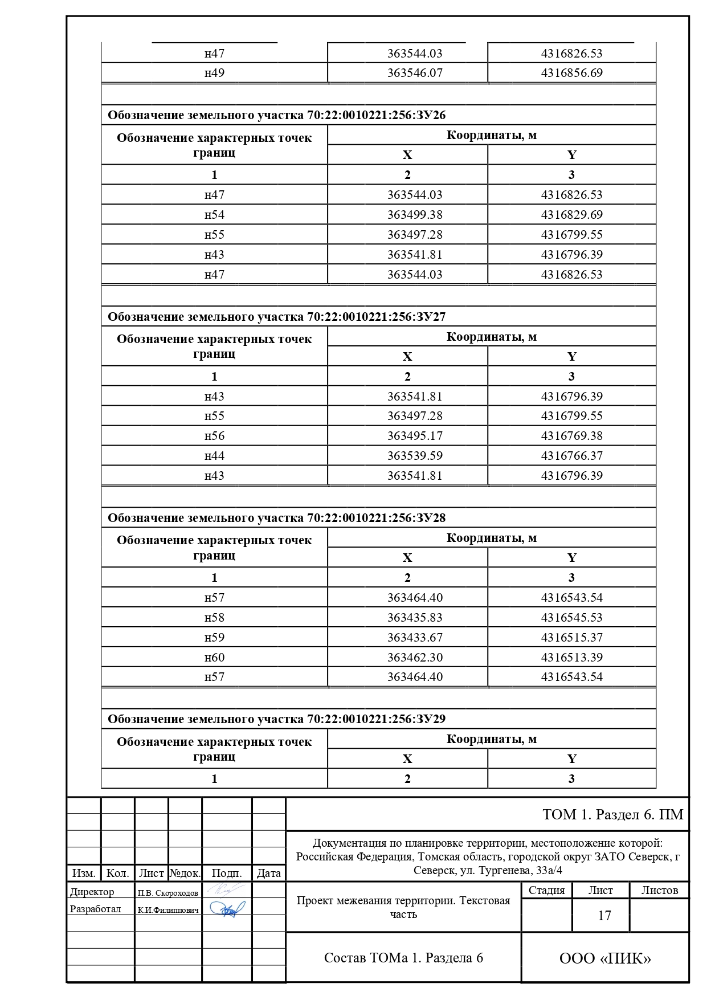 н47 363544.03 4316826.53
н49 363546.07 4316856.69
Обозначение земельного участка 70:22:0010221:256:ЗУ26
Обозначение характерных точек Координаты, м
границ X Y
1 2 3
н47 363544.03 4316826.53
н54 363499.38 4316829.69
н55 363497.28 4316799.55
н43 363541.81 4316796.39
н47 363544.03 4316826.53
Обозначение земельного участка 70:22:0010221:256:ЗУ27
Обозначение характерных точек Координаты, м
границ X Y
1 2 3
н43 363541.81 4316796.39
н55 363497.28 4316799.55
н56 363495.17 4316769.38
н44 363539.59 4316766.37
н43 363541.81 4316796.39
Обозначение земельного участка 70:22:0010221:256:ЗУ28
Обозначение характерных точек Координаты, м
границ X Y
1 2 3
н57 363464.40 4316543.54
н58 363435.83 4316545.53
н59 363433.67 4316515.37
н60 363462.30 4316513.39
н57 363464.40 4316543.54
Обозначение земельного участка 70:22:0010221:256:ЗУ29
Обозначение характерных точек Координаты, м
границ X Y
1 2 3
ТОМ 1. Раздел 6. ПМ
Документация по планировке территории, местоположение которой:
Российская Федерация, Томская область, городской округ ЗАТО Северск, г
Северск, ул. Тургенева, 33а/4
Изм. Кол. Лист №док. Подп. Дата
Директор П.В. Скороходов
Разработал К.И.Филиппович
Проект межевания территории. Текстовая
часть
Стадия Лист Листов
17
Состав ТОМа 1. Раздела 6
ООО «ПИК»